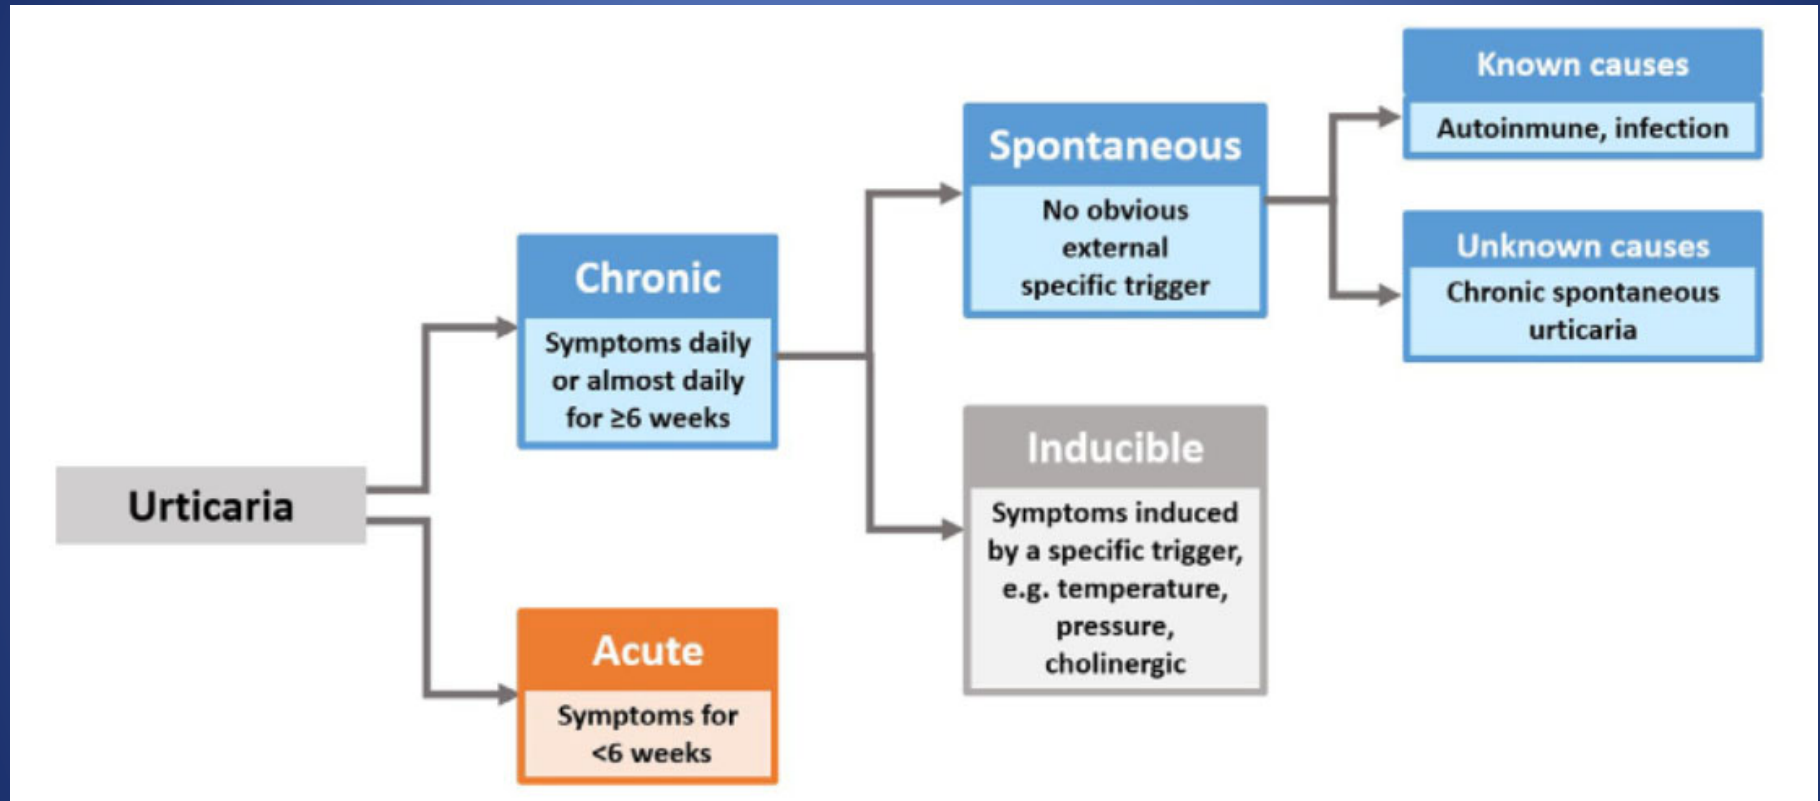 Urticaria
Chronic
Symptoms daily
or almost daily
for ≥6 weeks
Acute
Symptoms for
<6 weeks
Spontaneous
No obvious
external
specific trigger
Inducible
Symptoms induced
by a specific trigger,
e.g. temperature,
pressure,
cholinergic
Known causes
Autoinmune, infection
Unknown causes
Chronic spontaneous
urticaria